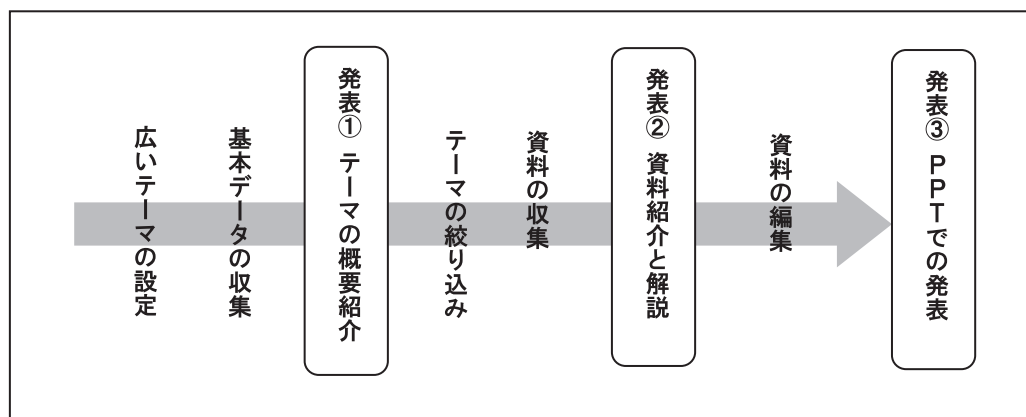 広いテーマの設定
基本データの収集
発表① テーマの概要紹介
テーマの絞り込み
資料の収集
発表② 資料紹介と解説
資料の編集
発表③ PPTでの発表